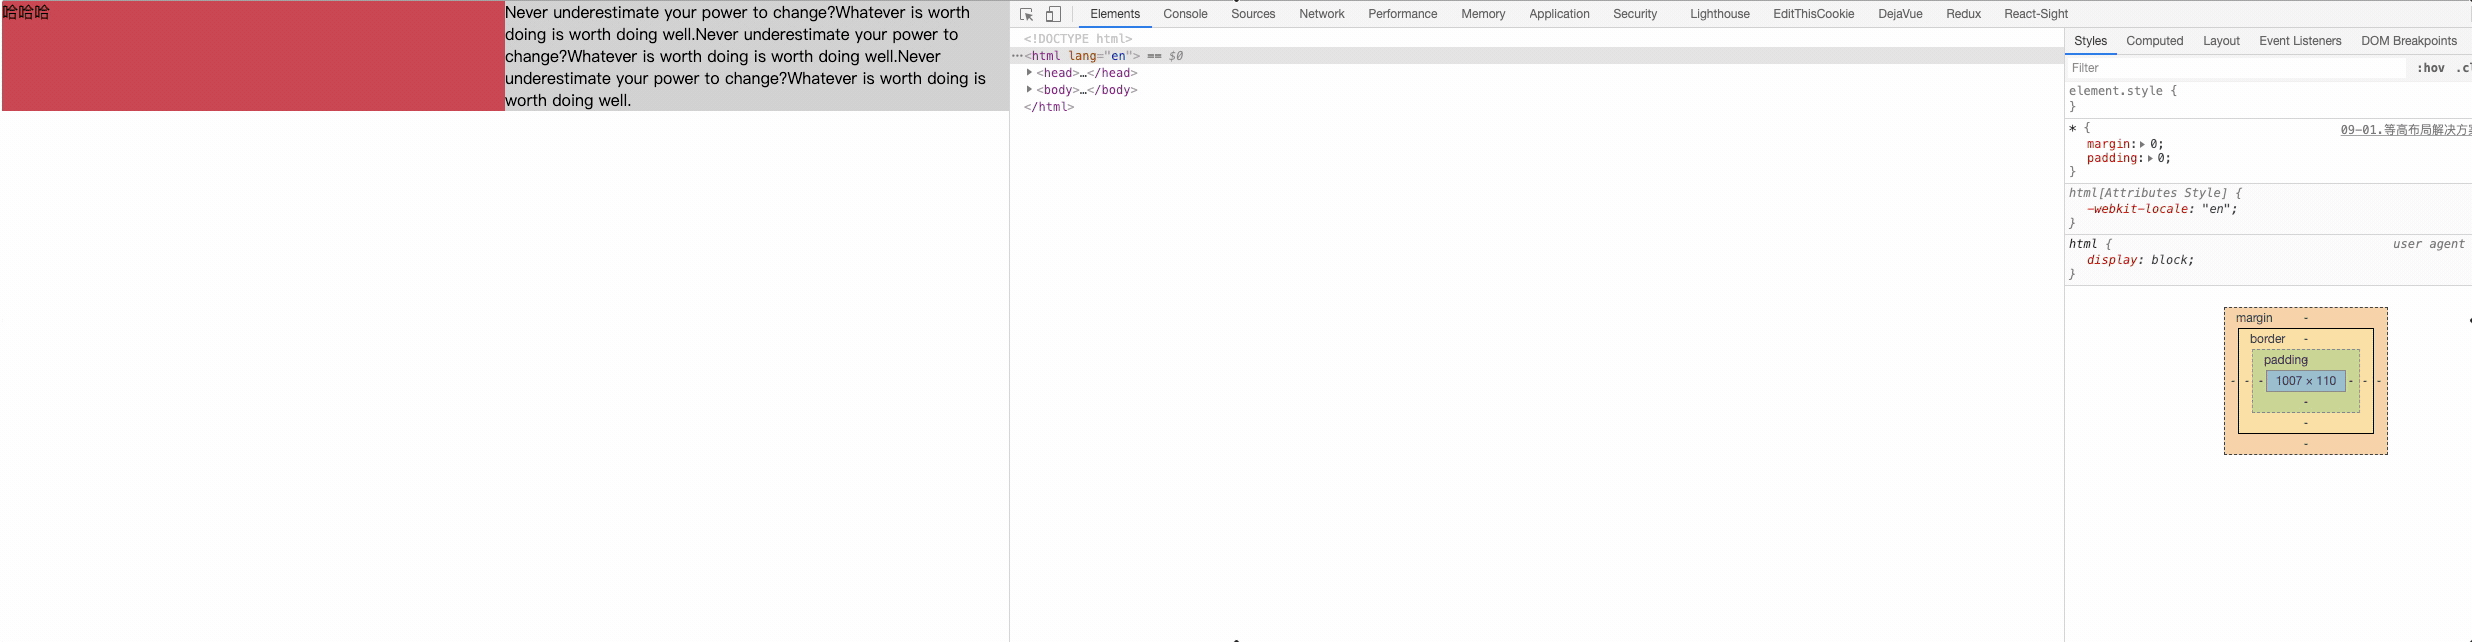 哈哈哈
Never underestimate your power to change?Whatever is worth
doing is worth doing well.Never underestimate your power to
change?Whatever is worth doing is worth doing well.Never
underestimate your power to change?Whatever is worth doing is
worth doing well.
Elements Console Sources Network Performance Memory Application Security Lighthouse EditThisCookie DejaVue Redux React-Sight
<!DOCTYPE html>
…<html lang="en"> == $0
<head>…</head>
<body>…</body>
</html>
Styles Computed Layout Event Listeners DOM Breakpoints
Filter :hov .cl
element.style {
}
* { 09-01.等高布局解决方案
margin: 0;
padding: 0;
}
html[Attributes Style] {
-webkit-locale: "en";
}
html { user agent
display: block;
}
margin -
border -
padding -
- - - 1007 × 110 - - -
-
-
-